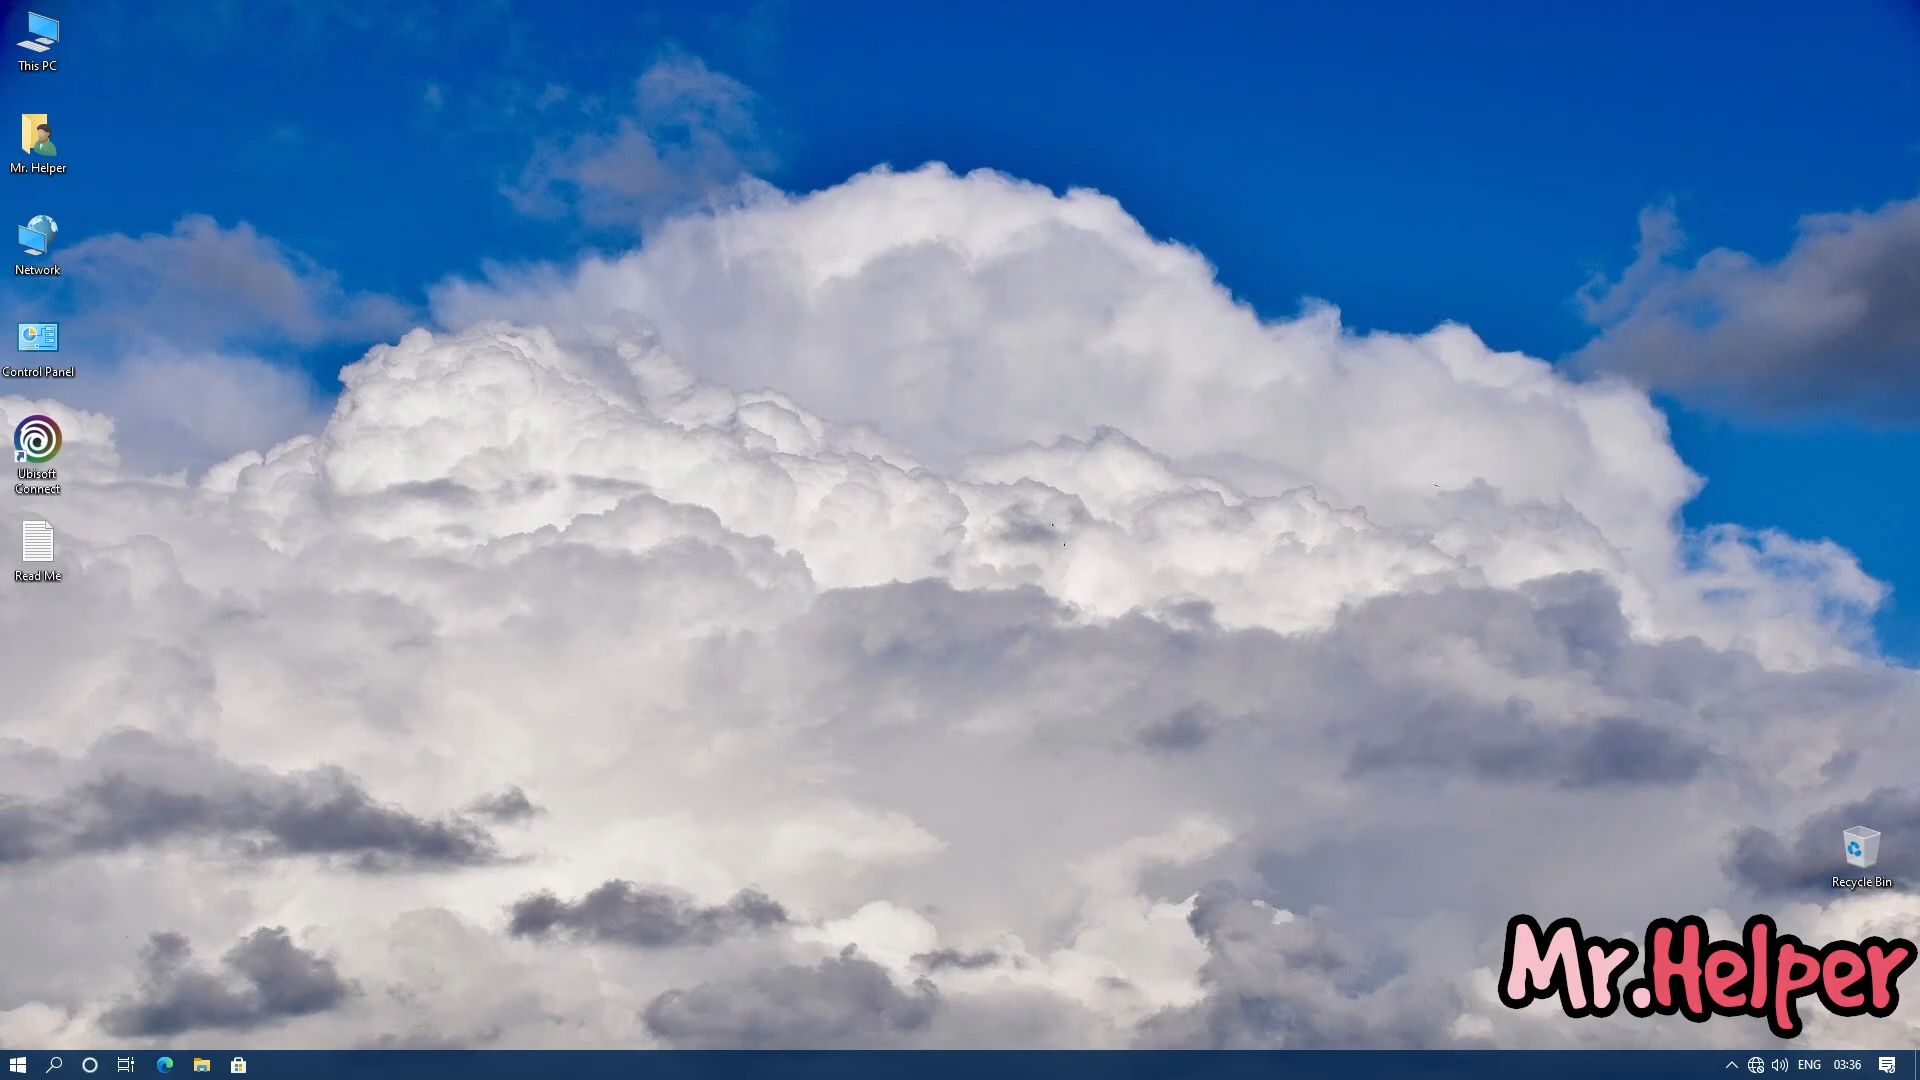 This PC
Mr. Helper
Network
Control Panel
Ubisoft
Connect
Read Me
Recycle Bin
Mr.Helper
ENG
03:36